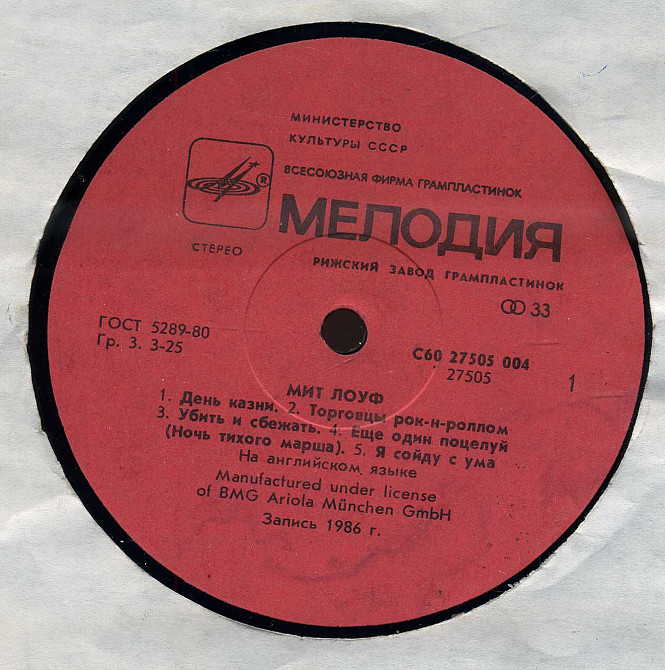 МИНИСТЕРСТВО
КУЛЬТУРЫ СССР
ВСЕСОЮЗНАЯ ФИРМА ГРАМПЛАСТИНОК
®
МЕЛОДИЯ
СТЕРЕО
РИЖСКИЙ ЗАВОД ГРАМПЛАСТИНОК
33
ГОСТ 5289-80
Гр. 3. 3-25
С60 27505 004
27505
1
МИТ ЛОУФ
1. День казни. 2. Торговцы рок-н-роллом
3. Убить и сбежать. 4. Еще один поцелуй
(Ночь тихого марша). 5. Я сойду с ума
На английском языке
Manufactured under license
of BMG Ariola München GmbH
Запись 1986 г.